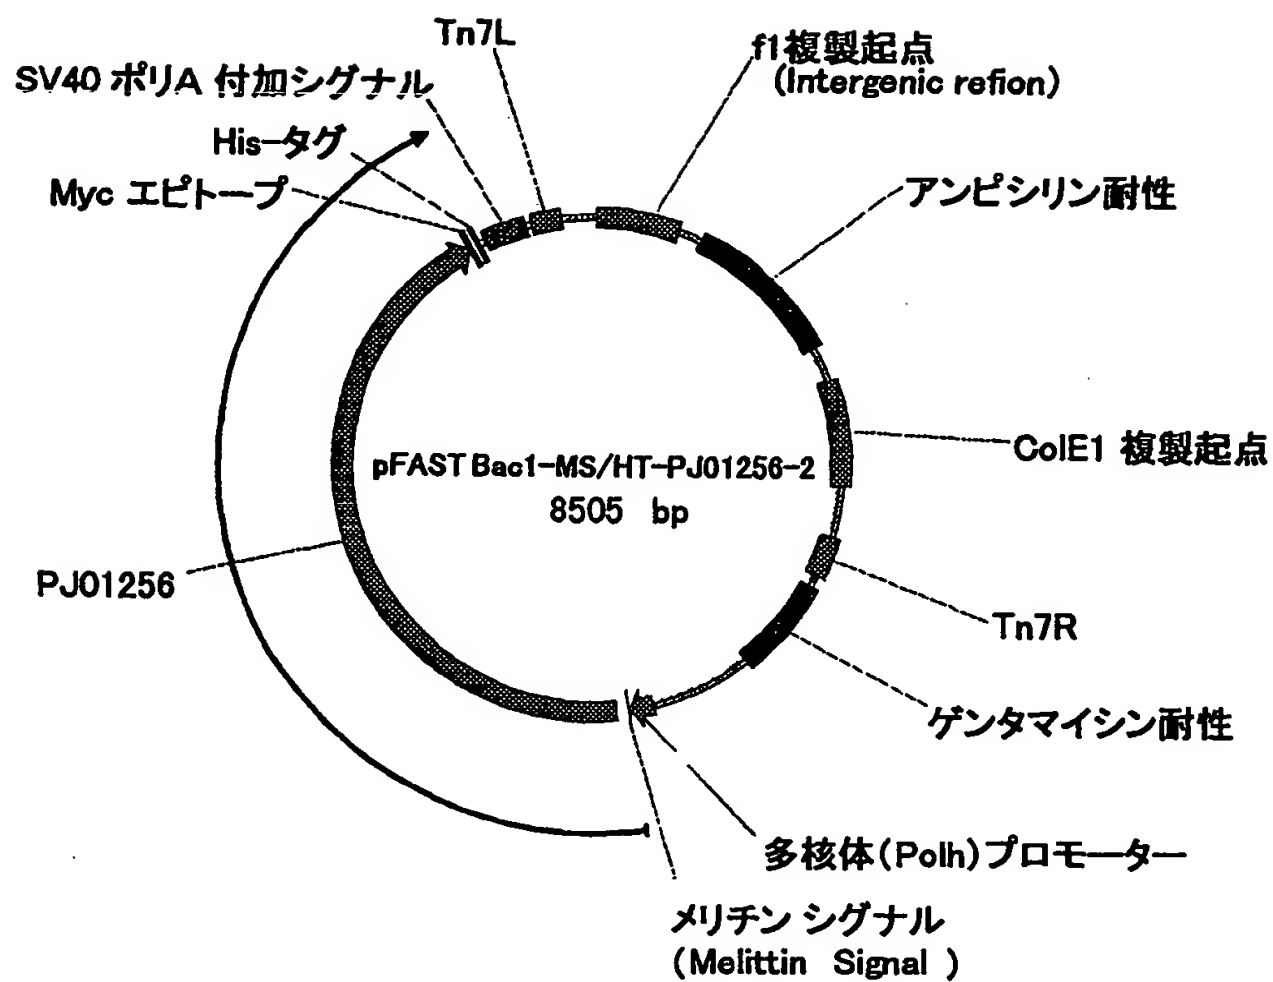 Tn7L
f1複製起点
(Intergenic refion)
SV40 ポリA 付加シグナル
His-タグ
Myc エピトープ
アンピシリン耐性
ColE1 複製起点
pFAST Bac1-MS/HT-PJ01256-2
8505 bp
PJ01256
Tn7R
ゲンタマイシン耐性
多核体(Polh)プロモーター
メリチン シグナル
(Melittin Signal )